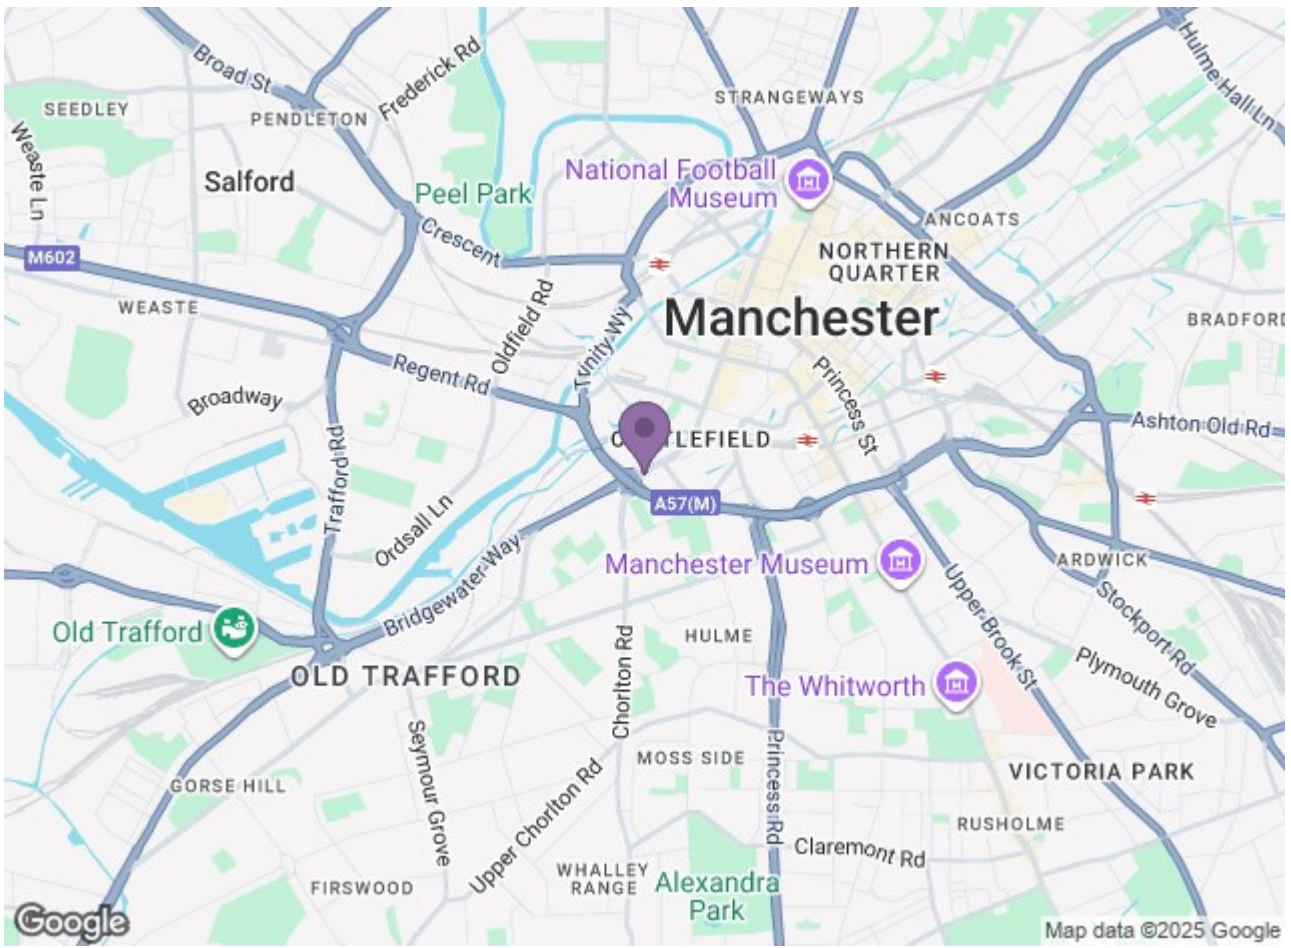 Broad St
Frederick Rd
Hulme Hall Ln
SEEDLEY
PENDLETON
STRANGEWAYS
Weaste Ln
Salford
Peel Park
National Football
Museum
Crescent
ANCOATS
NORTHERN
QUARTER
M602
WEASTE
Oldfield Rd
Trinity Wy
Manchester
BRADFORD
Regent Rd
Broadway
Princess St
Ashton Old Rd
Trafford Rd
A57(M)
Ordsall Ln
Bridgewater Way
Manchester Museum
ARDWICK
Old Trafford
Upper Brook St
Stockport Rd
HULME
OLD TRAFFORD
Chorlton Rd
The Whitworth
Plymouth Grove
Seymour Grove
Princess Rd
MOSS SIDE
VICTORIA PARK
GORSE HILL
Upper Chorlton Rd
RUSHOLME
Claremont Rd
FIRSWOOD
WHALLEY
RANGE
Alexandra
Park
Google
Map data ©2025 Google